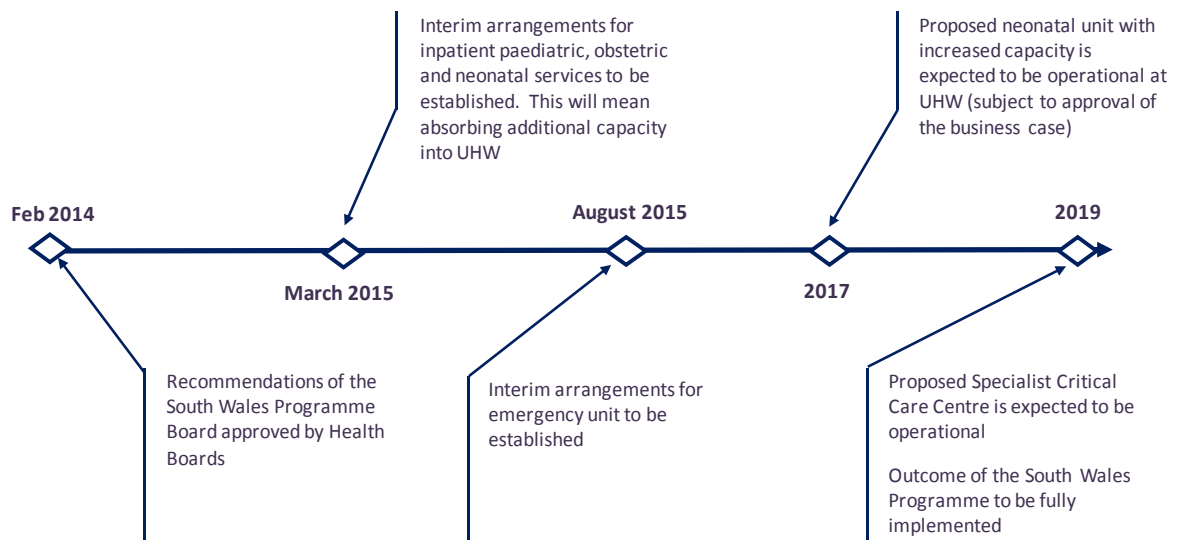 Interim arrangements for
inpatient paediatric, obstetric
and neonatal services to be
established.  This will mean
absorbing additional capacity
into UHW
Proposed neonatal unit with
increased capacity is
expected to be operational at
UHW (subject to approval of
the business case)
Feb 2014
August 2015
2019
March 2015
2017
Recommendations of the
South Wales Programme
Board approved by Health
Boards
Interim arrangements for
emergency unit to be
established
Proposed Specialist Critical
Care Centre is expected to be
operational
Outcome of the South Wales
Programme to be fully
implemented